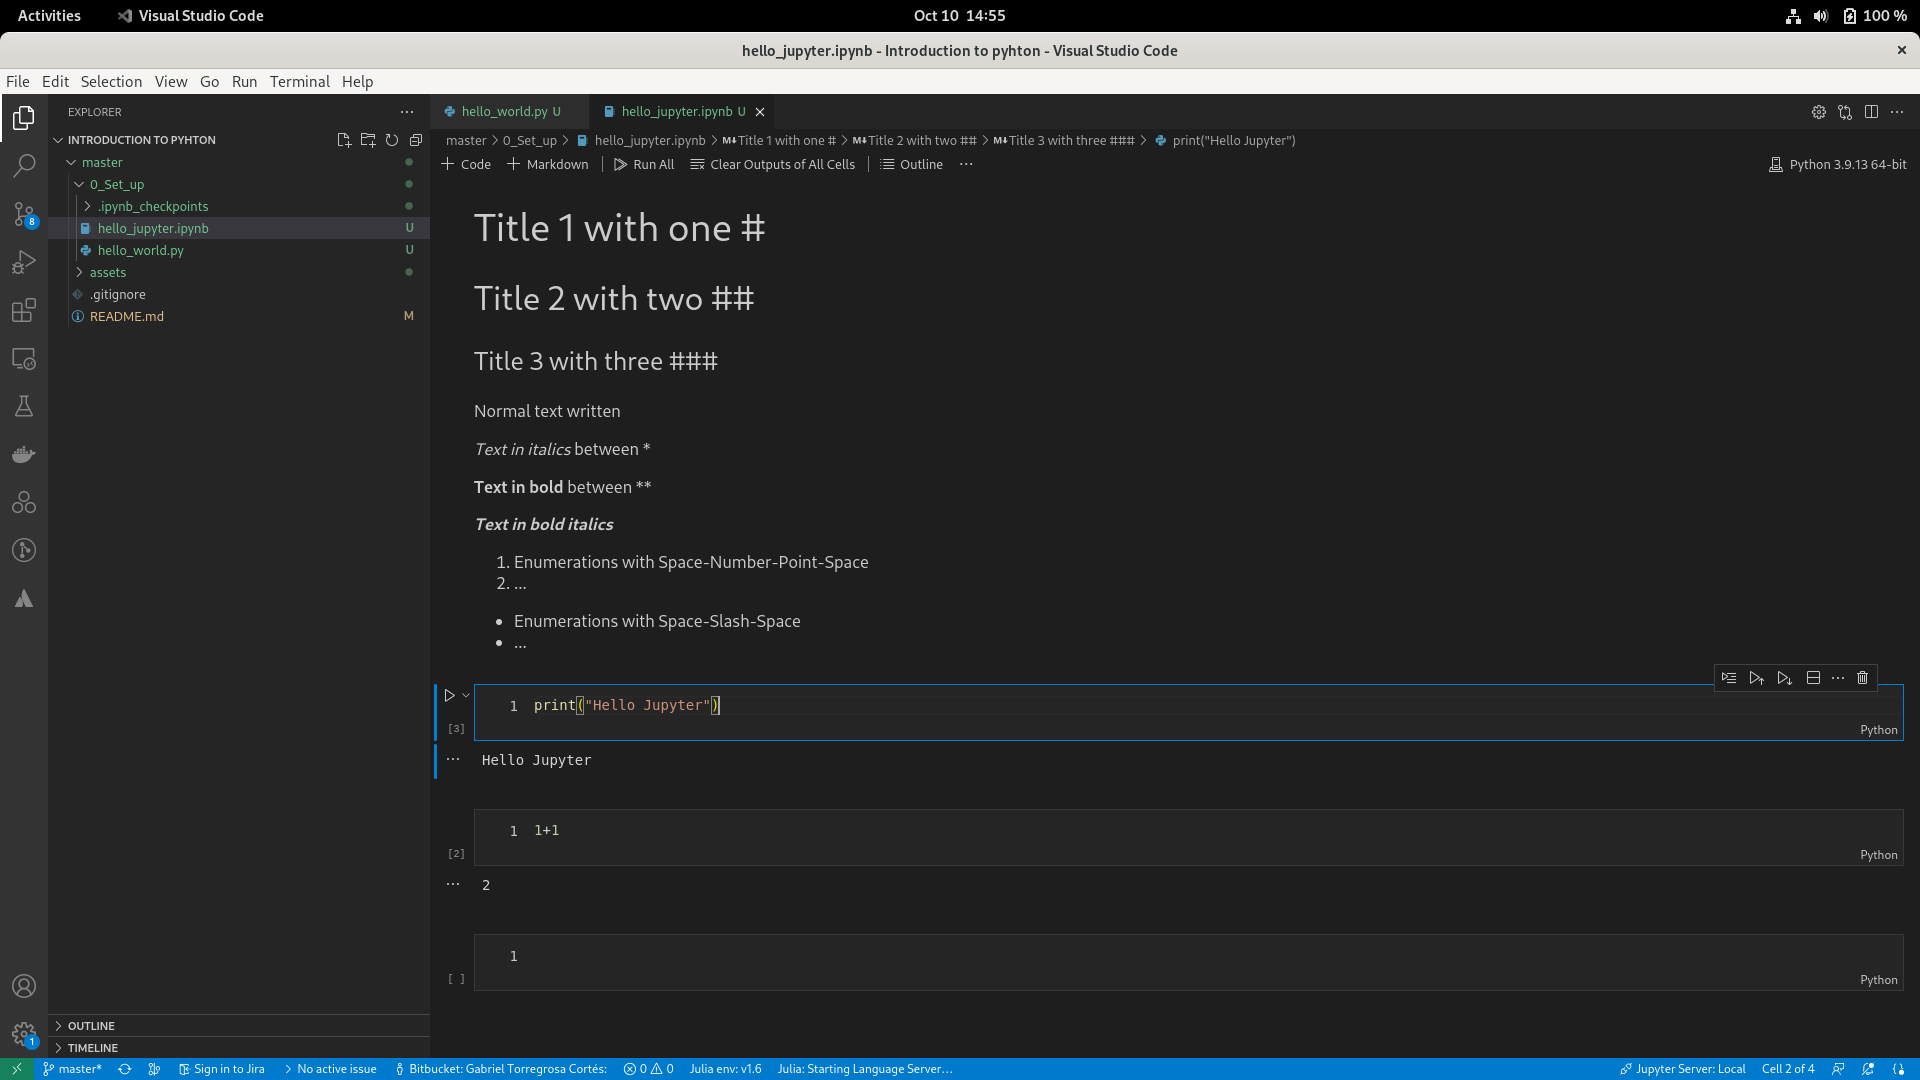 Activities Visual Studio Code Oct 10 14:55 100 %
hello_jupyter.ipynb - Introduction to pyhton - Visual Studio Code
File Edit Selection View Go Run Terminal Help
EXPLORER
INTRODUCTION TO PYHTON
master
0_Set_up
.ipynb_checkpoints
hello_jupyter.ipynb U
hello_world.py U
assets
.gitignore
README.md M
OUTLINE
TIMELINE
8
1
hello_world.py U hello_jupyter.ipynb U
master > 0_Set_up > hello_jupyter.ipynb > M↓Title 1 with one # > M↓Title 2 with two ## > M↓Title 3 with three ### > print("Hello Jupyter")
+ Code + Markdown Run All Clear Outputs of All Cells Outline ... Python 3.9.13 64-bit
Title 1 with one #
Title 2 with two ##
Title 3 with three ###
Normal text written
Text in italics between *
Text in bold between **
Text in bold italics
1. Enumerations with Space-Number-Point-Space
2. ...
• Enumerations with Space-Slash-Space
• ...
1 print("Hello Jupyter")
[3] Python
Hello Jupyter
1 1+1
[2] Python
2
1
[ ] Python
master* Sign in to Jira No active issue Bitbucket: Gabriel Torregrosa Cortés: 0 0 Julia env: v1.6 Julia: Starting Language Server... Jupyter Server: Local Cell 2 of 4